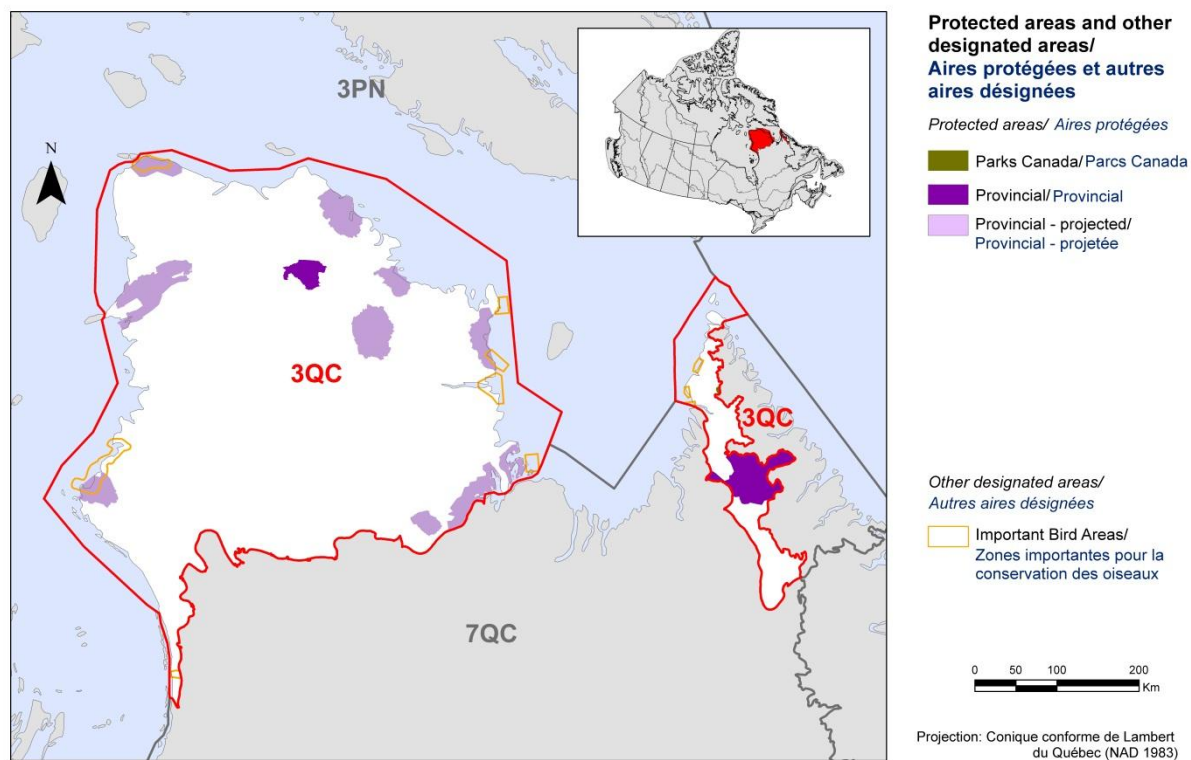 3PN
N
3QC
3QC
7QC
Protected areas and other
designated areas/
Aires protégées et autres
aires désignées
Protected areas/ Aires protégées
Parks Canada/Parcs Canada
Provincial/Provincial
Provincial - projected/
Provincial - projetée
Other designated areas/
Autres aires désignées
Important Bird Areas/
Zones importantes pour la
conservation des oiseaux
0 50 100 200
Km
Projection: Conique conforme de Lambert
du Québec (NAD 1983)